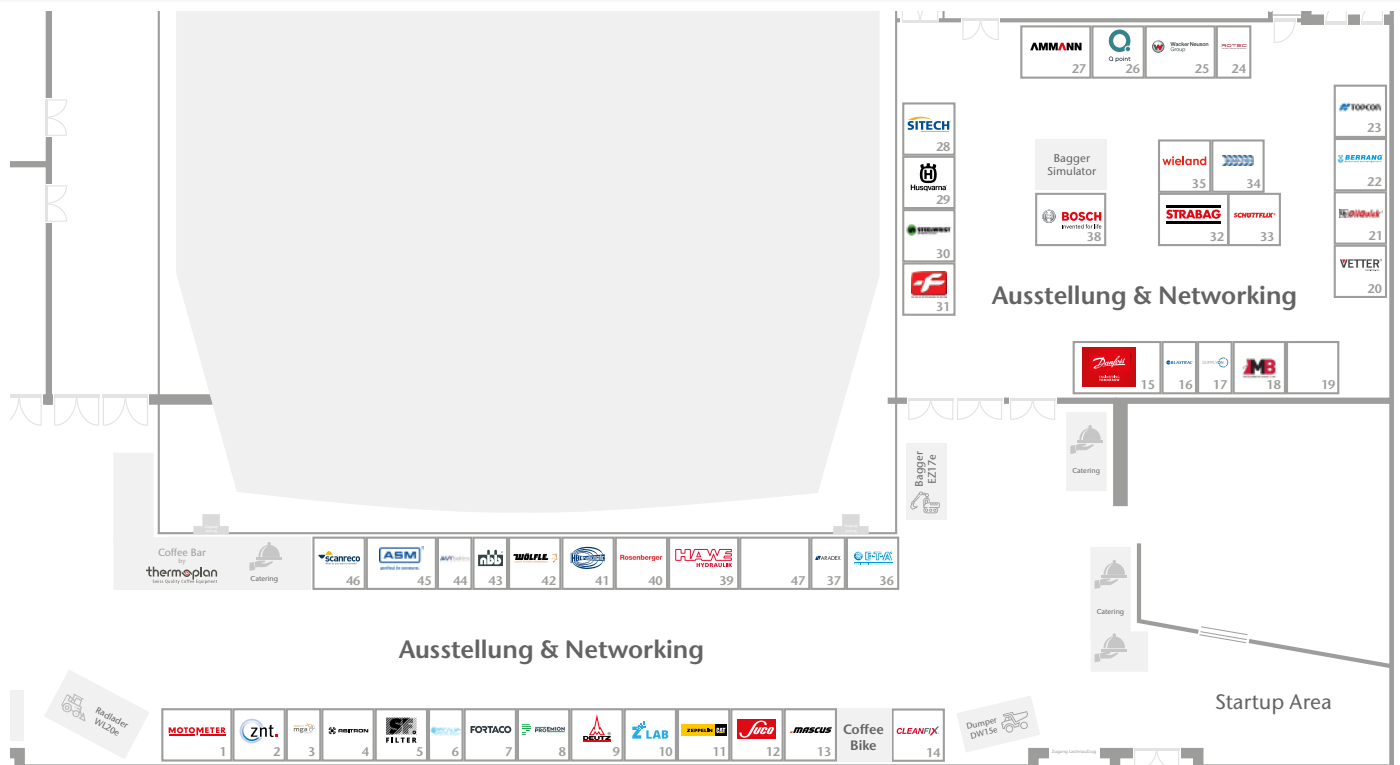 AMMANN
27
Q point
26
Wacker Neuson
Group
25
ROTEC
24
TOPCON
23
BERRANG
22
OilQuick
21
VETTER
20
SITECH
28
Husqvarna
29
STEELWRIST
30
31
Bagger
Simulator
BOSCH
Invented for life
38
wieland
35
34
STRABAG
32
SCHÜTTFLIX
33
Ausstellung & Networking
Danfoss
ENGINEERING
TOMORROW
15
BLASTRAC
16
17
MB
18
19
Bagger
EZ17e
Catering
Catering
Coffee Bar
by
thermoplan
Swiss Quality Coffee Equipment
Catering
scanreco
46
ASM
45
44
nbb
43
WÖLFLE
42
41
Rosenberger
40
HAWE
HYDRAULIK
39
47
ARADEX
37
E-T-A
36
Ausstellung & Networking
Radlader
WL20e
MOTOMETER
1
znt.
2
mga
3
ABITRON
4
FILTER
5
6
FORTACO
7
PROEMION
8
DEUTZ
9
Z LAB
10
ZEPPELIN CAT
11
Suco
12
MASCUS
13
Coffee
Bike
CLEANFIX
14
Dumper
DW15e
Startup Area